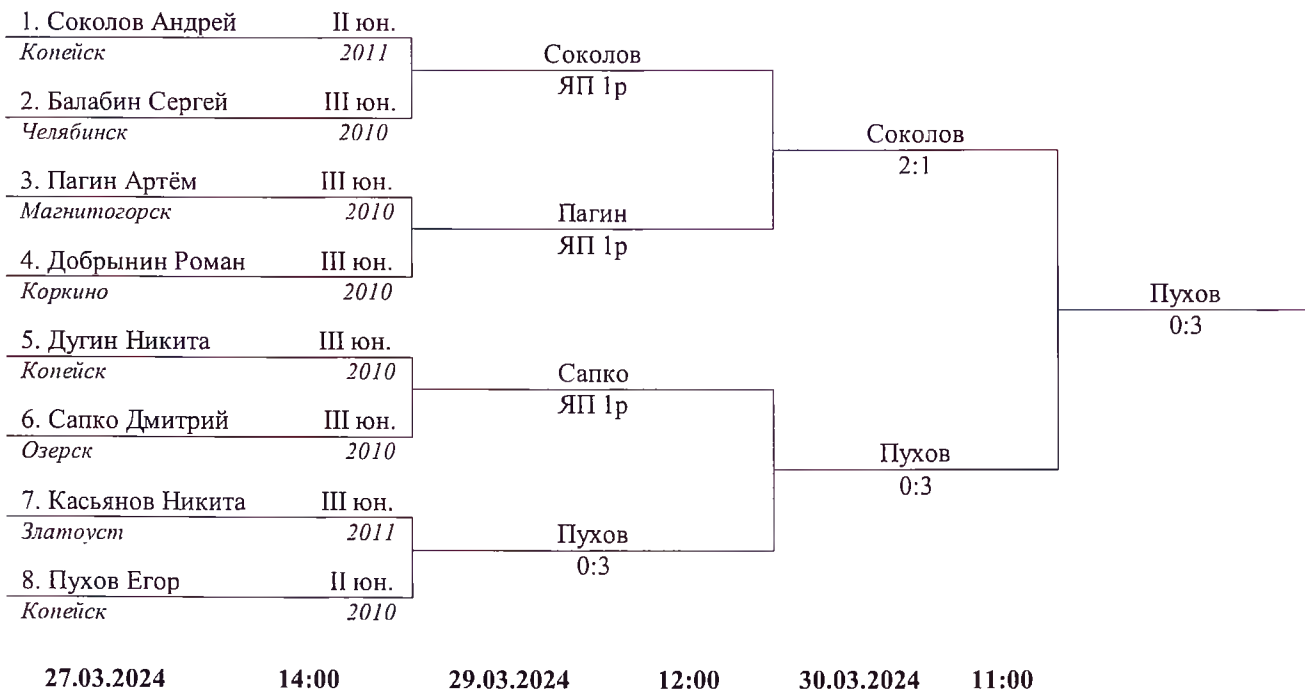 1. Соколов Андрей II юн.
Копейск 2011
2. Балабин Сергей III юн.
Челябинск 2010
3. Пагин Артём III юн.
Магнитогорск 2010
4. Добрынин Роман III юн.
Коркино 2010
5. Дугин Никита III юн.
Копейск 2010
6. Сапко Дмитрий III юн.
Озерск 2010
7. Касьянов Никита III юн.
Златоуст 2011
8. Пухов Егор II юн.
Копейск 2010
Соколов
ЯП 1р
Пагин
ЯП 1р
Сапко
ЯП 1р
Пухов
0:3
Соколов
2:1
Пухов
0:3
Пухов
0:3
27.03.2024 14:00 29.03.2024 12:00 30.03.2024 11:00